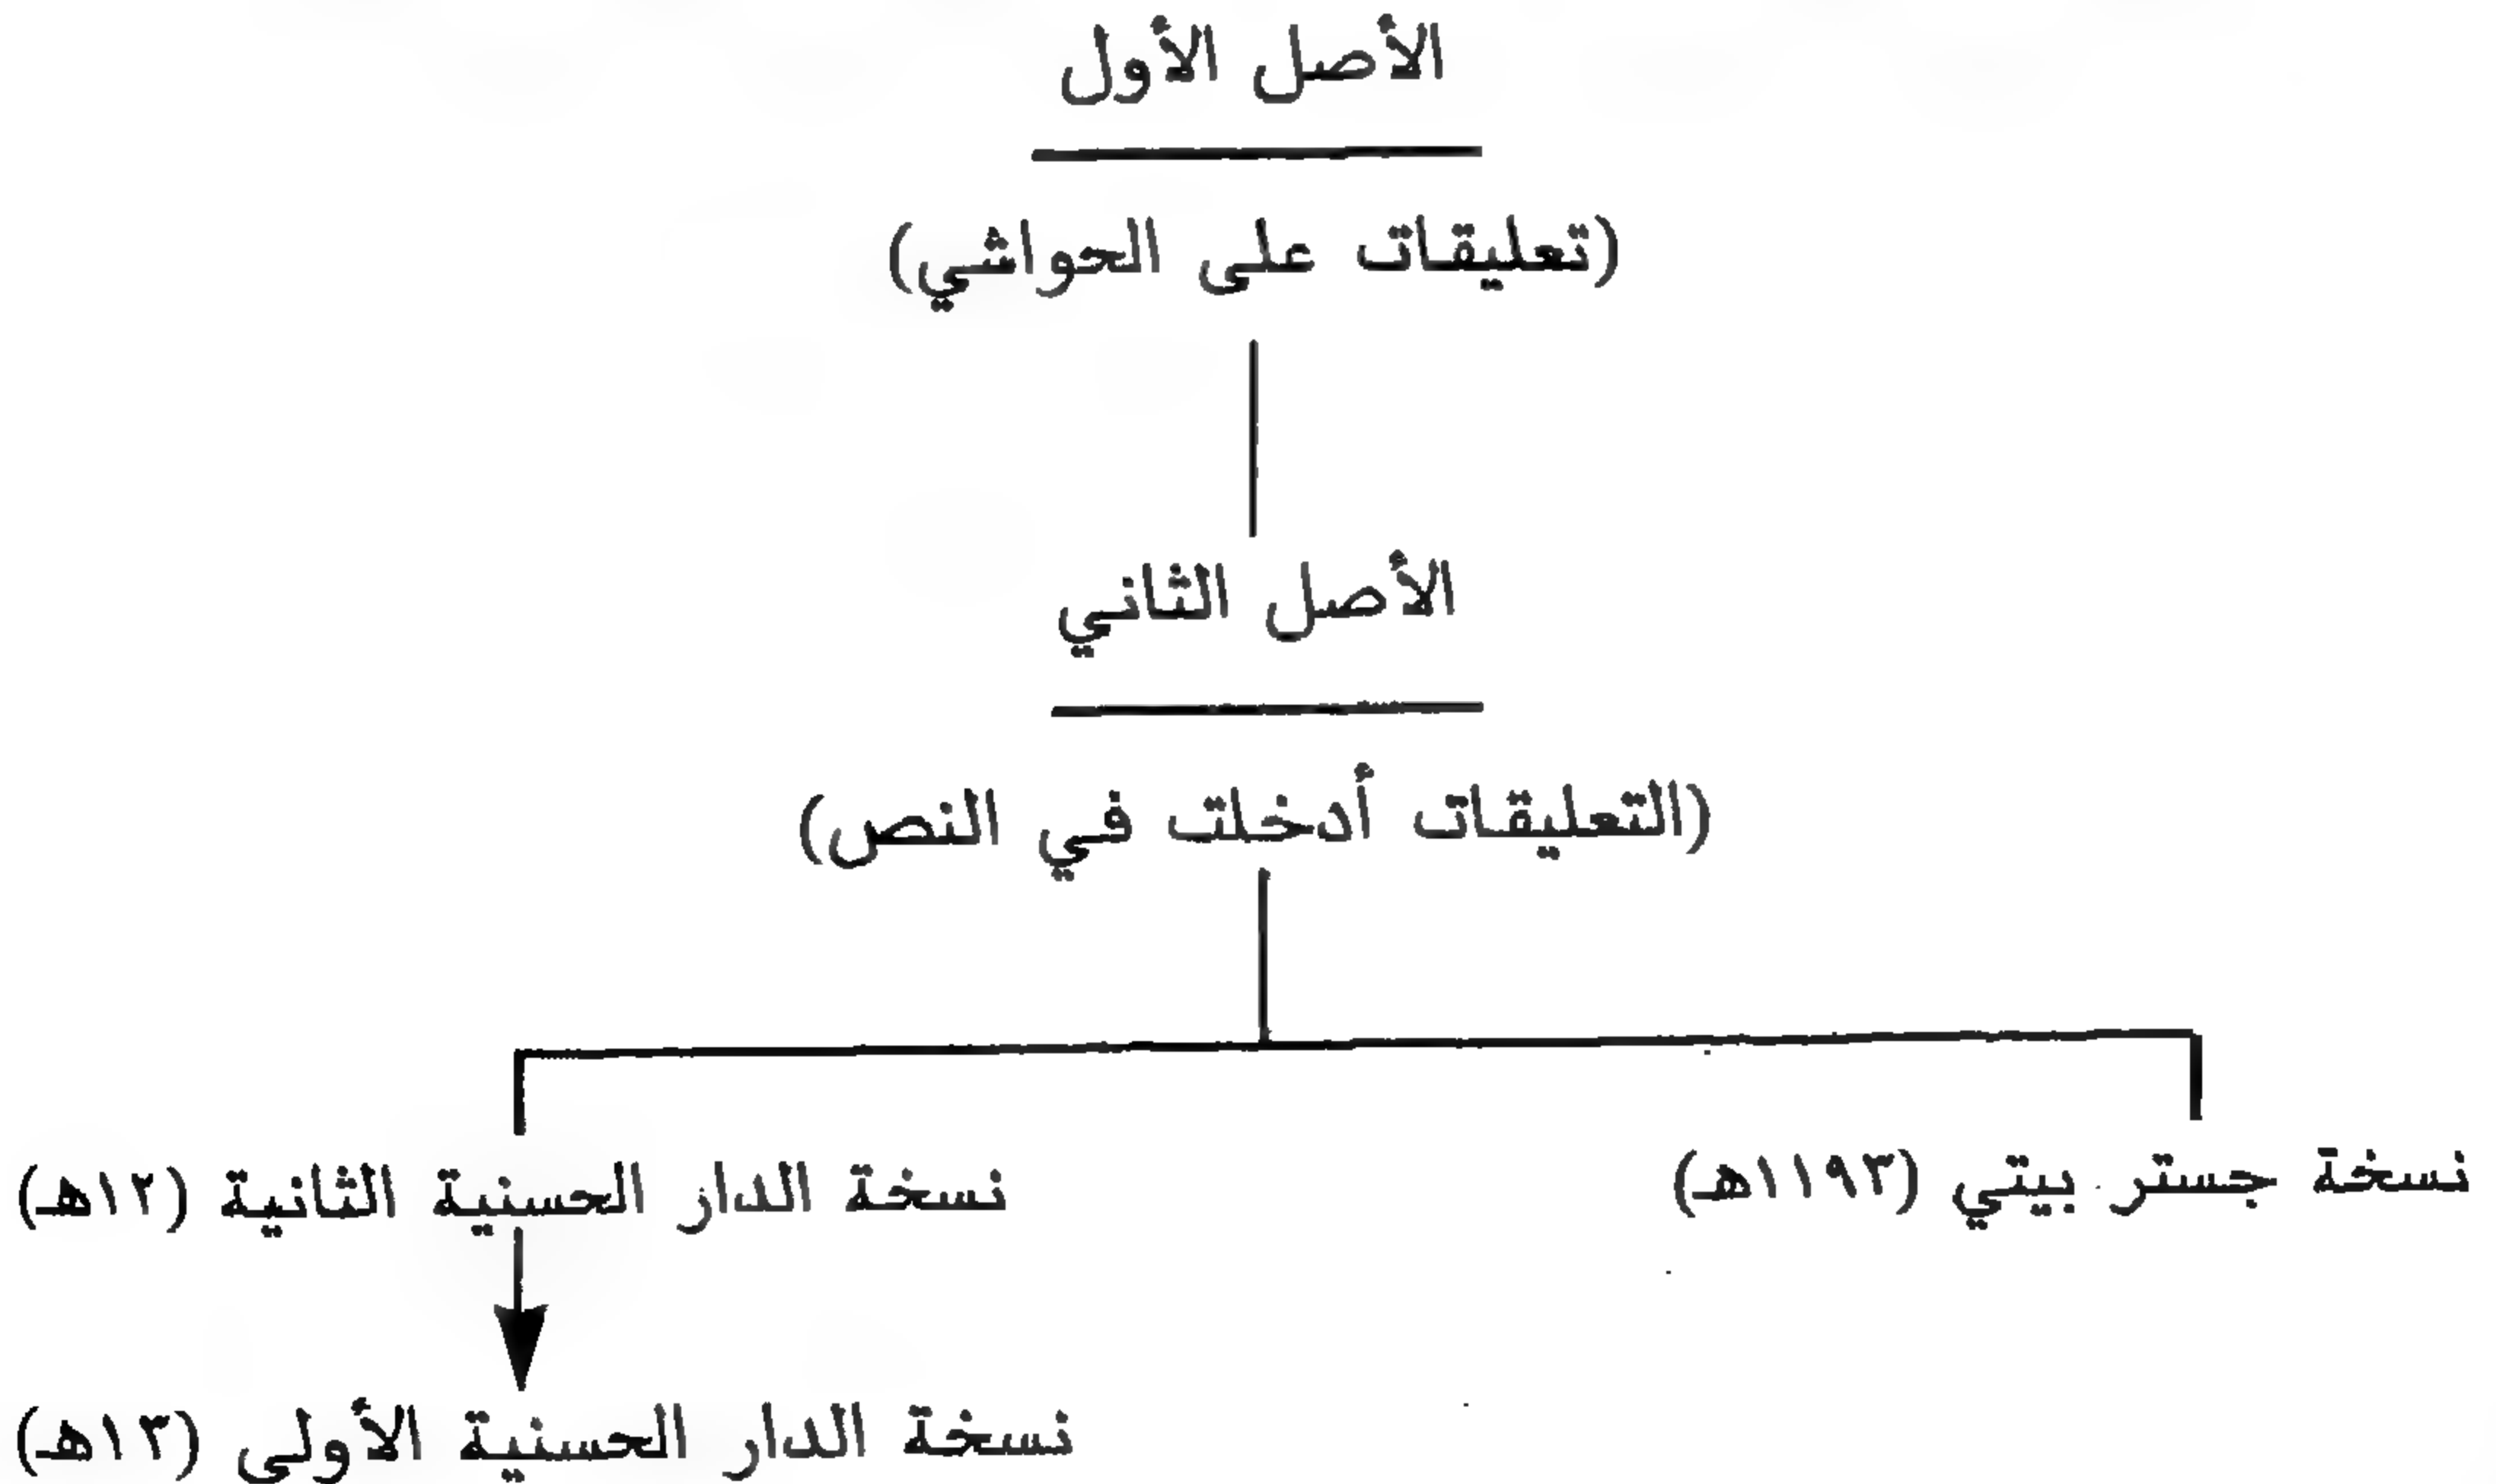 الأصل الأول
(تعليقات على الحواشي)
الأصل الثاني
(التعليقات أدخلت في النص)
نسخة جستر بيتي (١١٩٣هـ)
نسخة الدار الحسنية الثانية (١٢هـ)
نسخة الدار الحسنية الأولى (١٣هـ)